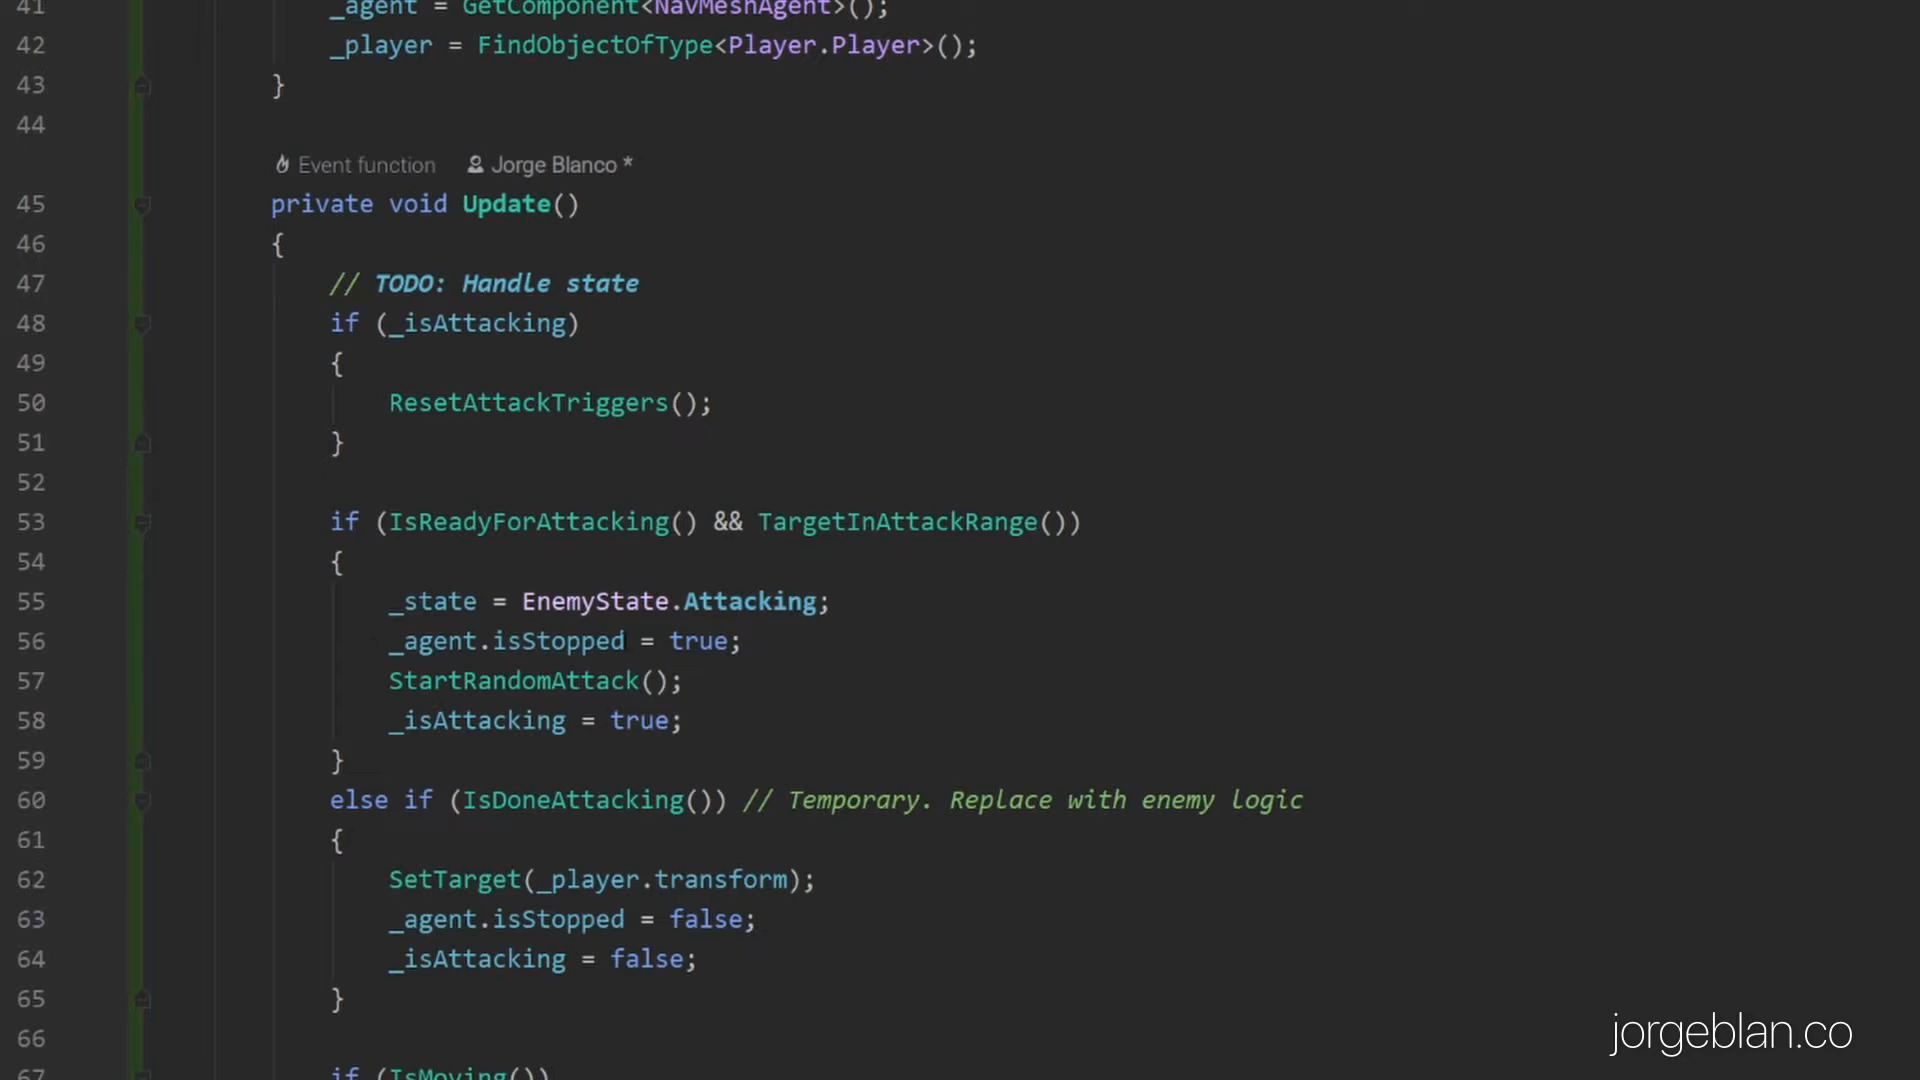 41 _agent = GetComponent<NavMeshAgent>();
42 _player = FindObjectOfType<Player.Player>();
43 }
44
Event function Jorge Blanco *
45 private void Update()
46 {
47 // TODO: Handle state
48 if (_isAttacking)
49 {
50 ResetAttackTriggers();
51 }
52
53 if (IsReadyForAttacking() && TargetInAttackRange())
54 {
55 _state = EnemyState.Attacking;
56 _agent.isStopped = true;
57 StartRandomAttack();
58 _isAttacking = true;
59 }
60 else if (IsDoneAttacking()) // Temporary. Replace with enemy logic
61 {
62 SetTarget(_player.transform);
63 _agent.isStopped = false;
64 _isAttacking = false;
65 }
66
67 if (IsMoving())
jorgeblan.co